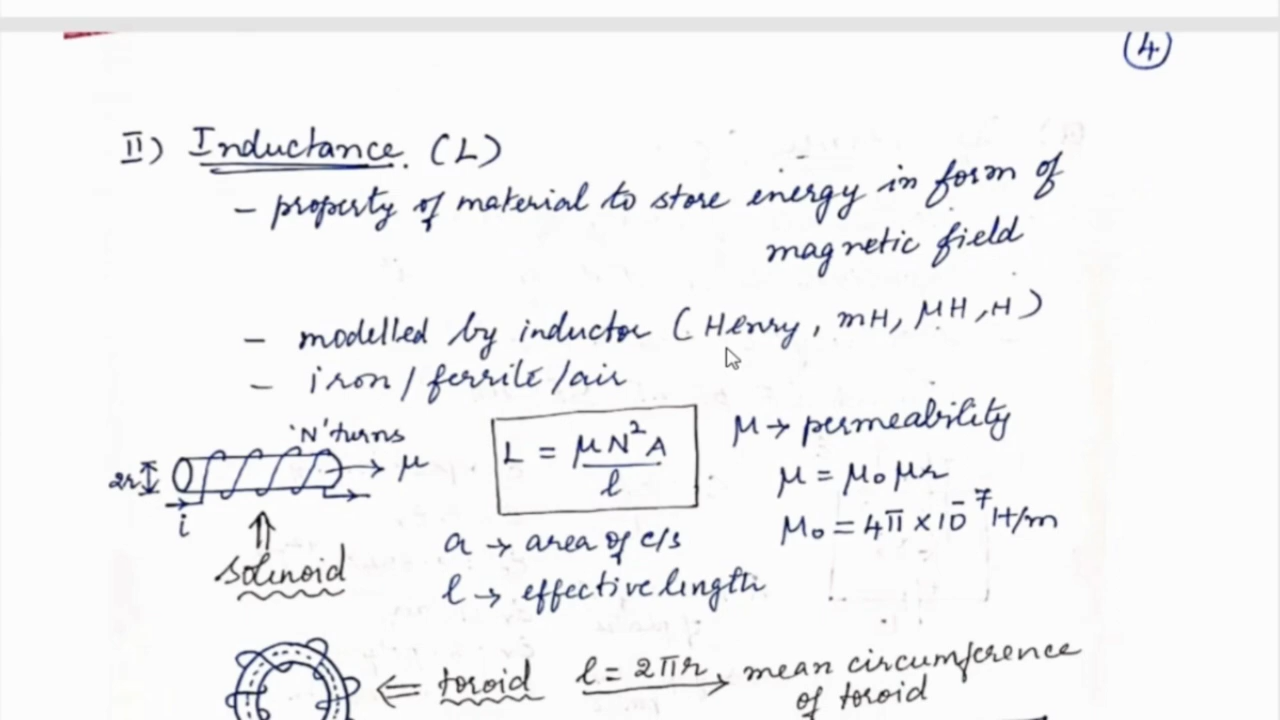 4
II) Inductance. (L)
- property of material to store energy in form of
magnetic field
- modelled by inductor (Henry, mH, μH, H)
- iron / ferrite / air
'N' turns
2r
μ
i
solenoid
L = μN²A / l
μ → permeability
μ = μ₀ μr
μ₀ = 4π × 10⁻⁷ H/m
a → area of c/s
l → effective length
toroid
l = 2πr, mean circumference
of toroid